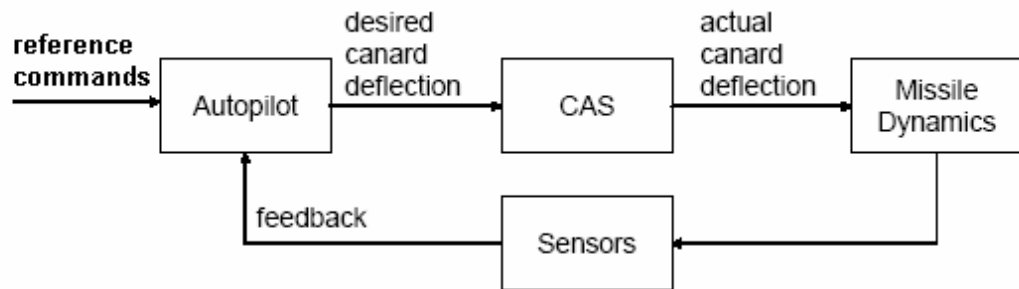 reference
commands
Autopilot
desired
canard
deflection
CAS
actual
canard
deflection
Missile
Dynamics
feedback
Sensors